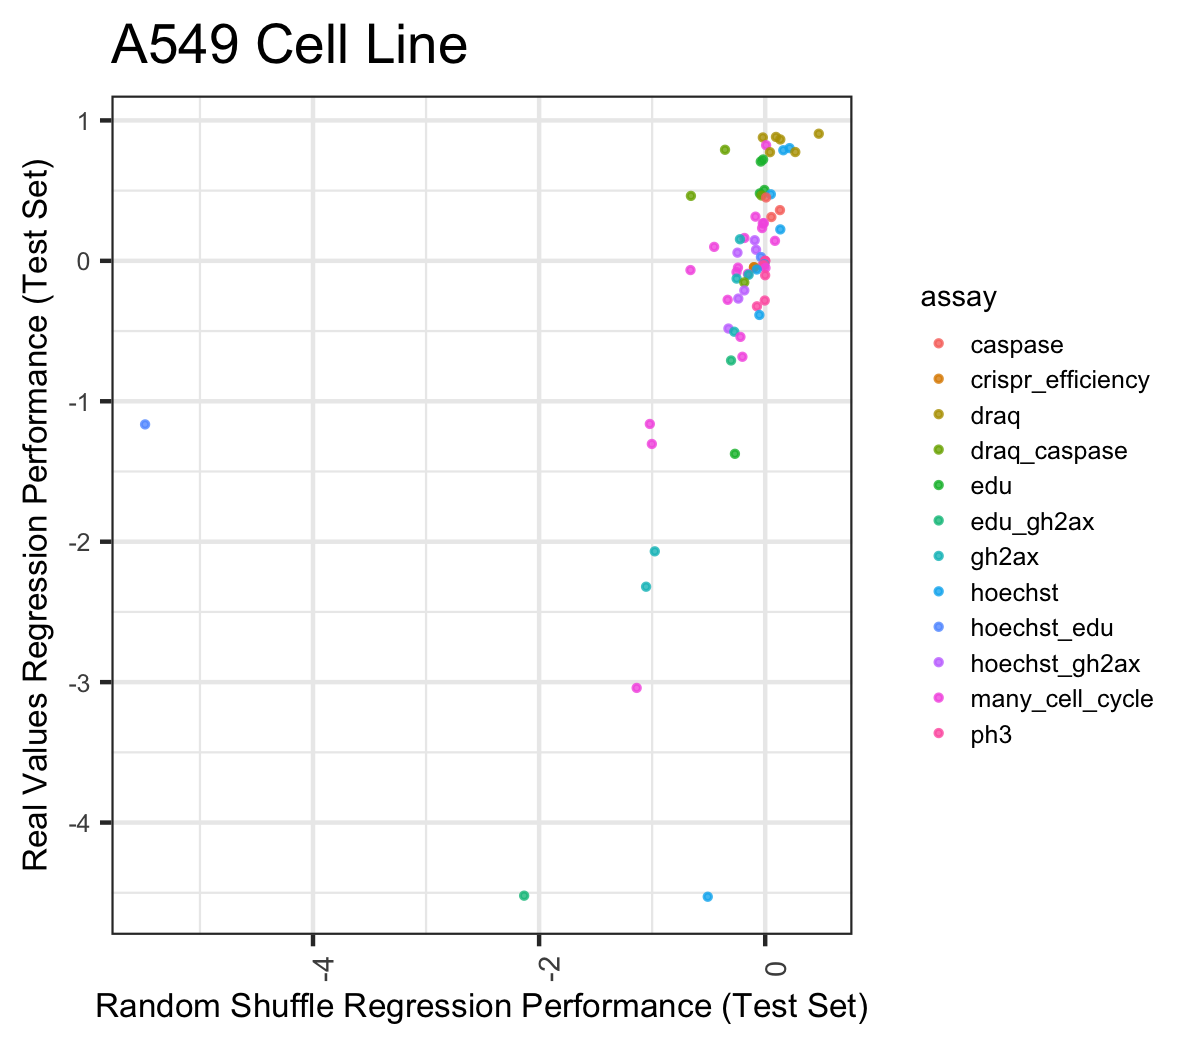 A549 Cell Line
Real Values Regression Performance (Test Set)
1
0
-1
-2
-3
-4
-4
-2
0
Random Shuffle Regression Performance (Test Set)
assay
caspase
crispr_efficiency
draq
draq_caspase
edu
edu_gh2ax
gh2ax
hoechst
hoechst_edu
hoechst_gh2ax
many_cell_cycle
ph3